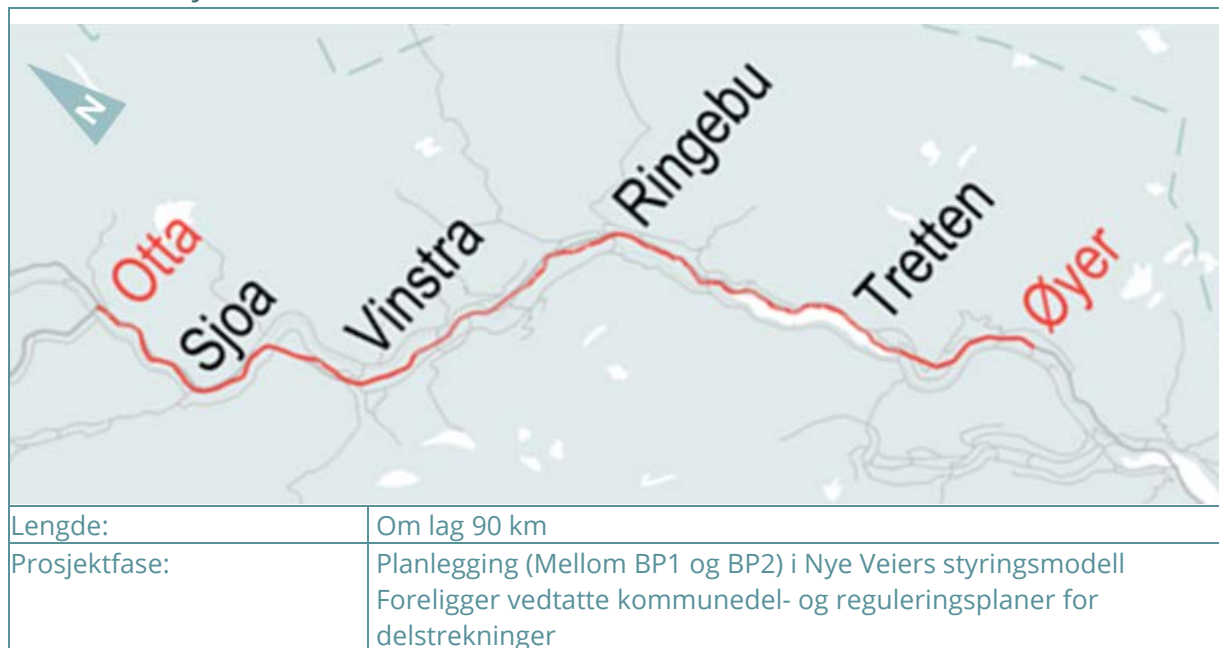 N
Otta
Sjoa
Vinstra
Ringebu
Tretten
Øyer
Lengde:
Om lag 90 km
Prosjektfase:
Planlegging (Mellom BP1 og BP2) i Nye Veiers styringsmodell
Foreligger vedtatte kommunedel- og reguleringsplaner for
delstrekninger